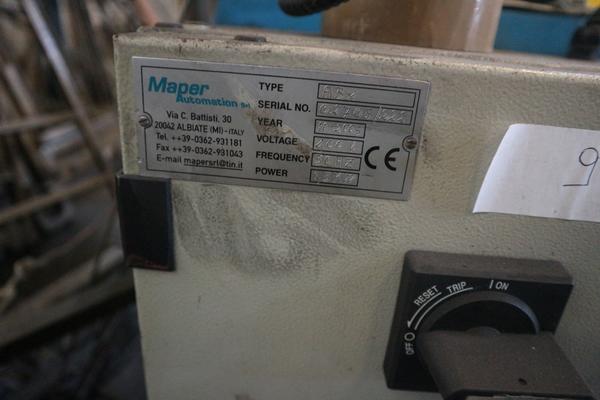 Maper
Automation srl
Via C. Battisti, 30
20042 ALBIATE (MI) - ITALY
Tel. ++39-0362-931181
Fax ++39-0362-931043
E-mail mapersrl@tin.it
TYPE
SERIAL NO.
YEAR
VOLTAGE
FREQUENCY
POWER
CE
9
OFF O RESET TRIP I ON